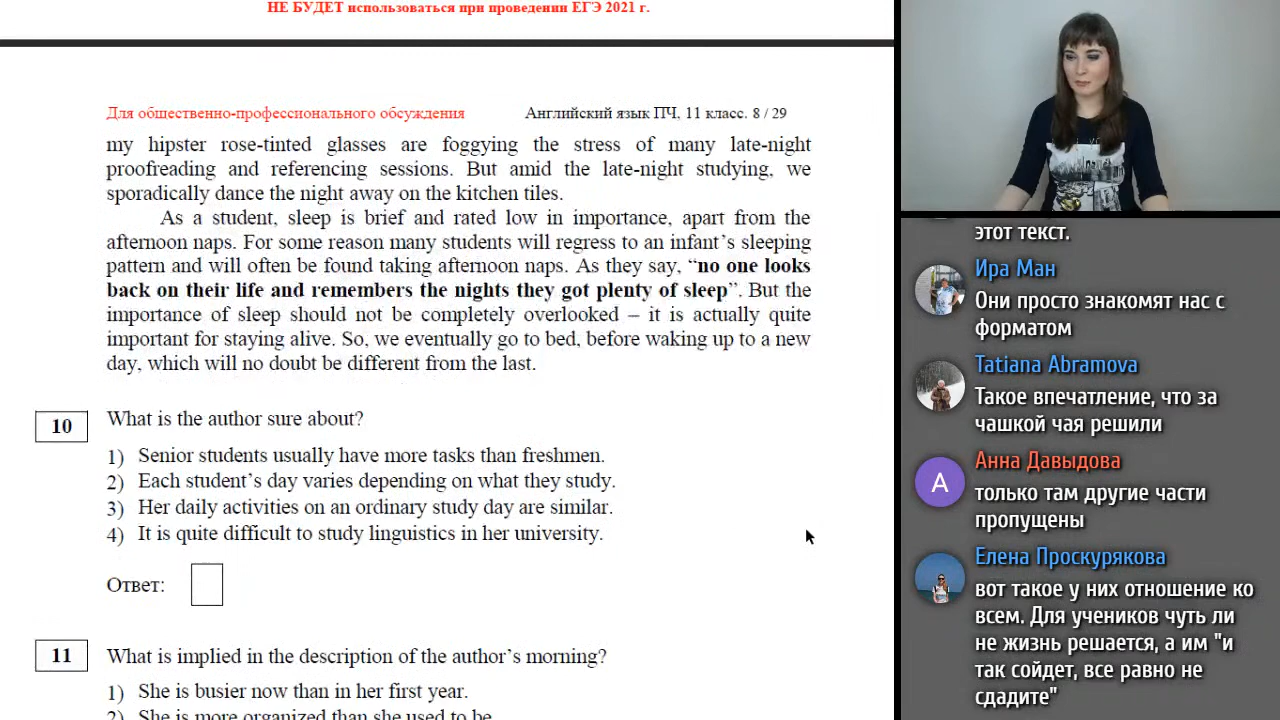 НЕ БУДЕТ использоваться при проведении ЕГЭ 2021 г.
Для общественно-профессионального обсуждения
Английский язык ПЧ, 11 класс. 8 / 29
my hipster rose-tinted glasses are foggying the stress of many late-night
proofreading and referencing sessions. But amid the late-night studying, we
sporadically dance the night away on the kitchen tiles.
As a student, sleep is brief and rated low in importance, apart from the
afternoon naps. For some reason many students will regress to an infant's sleeping
pattern and will often be found taking afternoon naps. As they say, “no one looks
back on their life and remembers the nights they got plenty of sleep”. But the
importance of sleep should not be completely overlooked – it is actually quite
important for staying alive. So, we eventually go to bed, before waking up to a new
day, which will no doubt be different from the last.
10
What is the author sure about?
1) Senior students usually have more tasks than freshmen.
2) Each student's day varies depending on what they study.
3) Her daily activities on an ordinary study day are similar.
4) It is quite difficult to study linguistics in her university.
Ответ:
11
What is implied in the description of the author's morning?
1) She is busier now than in her first year.
2) She is more organized than she used to be.
этот текст.
Ира Ман
Они просто знакомят нас с
форматом
Tatiana Abramova
Такое впечатление, что за
чашкой чая решили
А
Анна Давыдова
только там другие части
пропущены
Елена Проскурякова
вот такое у них отношение ко
всем. Для учеников чуть ли
не жизнь решается, а им "и
так сойдет, все равно не
сдадите"